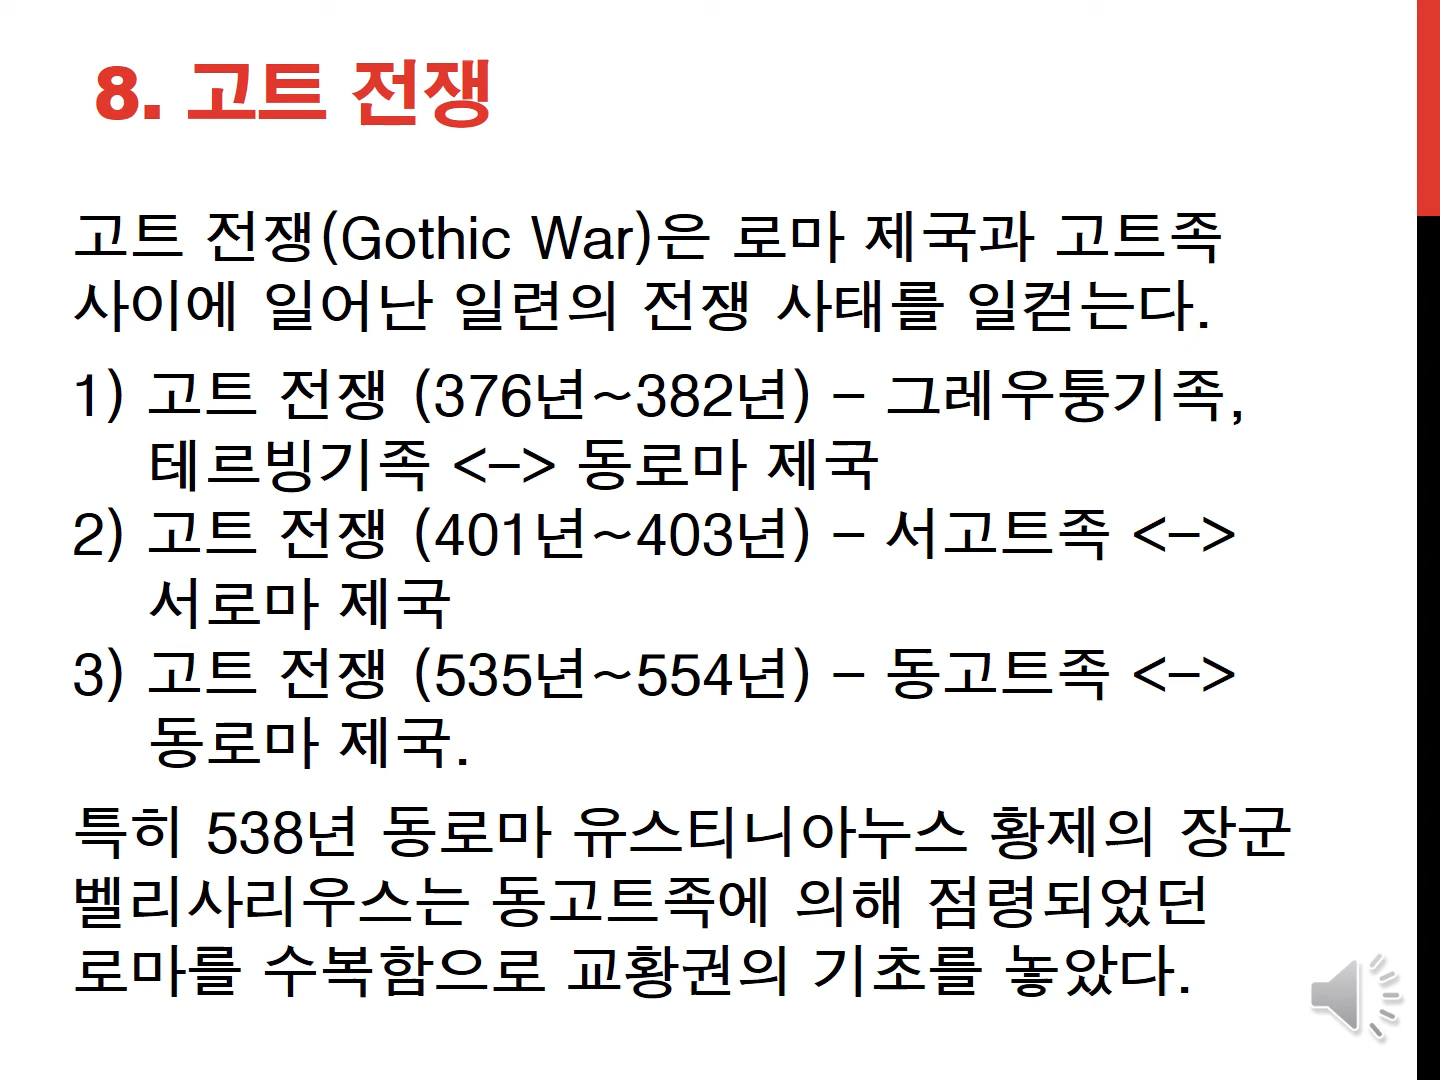 8. 고트 전쟁
고트 전쟁(Gothic War)은 로마 제국과 고트족
사이에 일어난 일련의 전쟁 사태를 일컫는다.
1) 고트 전쟁 (376년~382년) – 그레우퉁기족,
테르빙기족 <–> 동로마 제국
2) 고트 전쟁 (401년~403년) – 서고트족 <–>
서로마 제국
3) 고트 전쟁 (535년~554년) – 동고트족 <–>
동로마 제국.
특히 538년 동로마 유스티니아누스 황제의 장군
벨리사리우스는 동고트족에 의해 점령되었던
로마를 수복함으로 교황권의 기초를 놓았다.